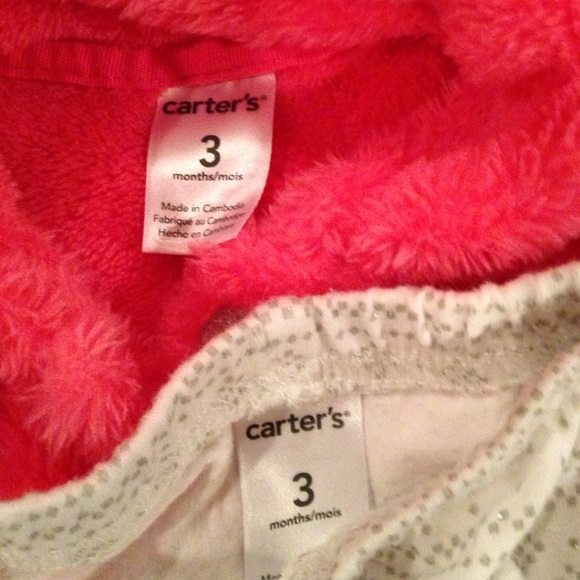 carter's®
3
months/mois
Made in Cambodia
Fabriqué au Cambodge
Hecho en Camboya
carter's®
3
months/mois